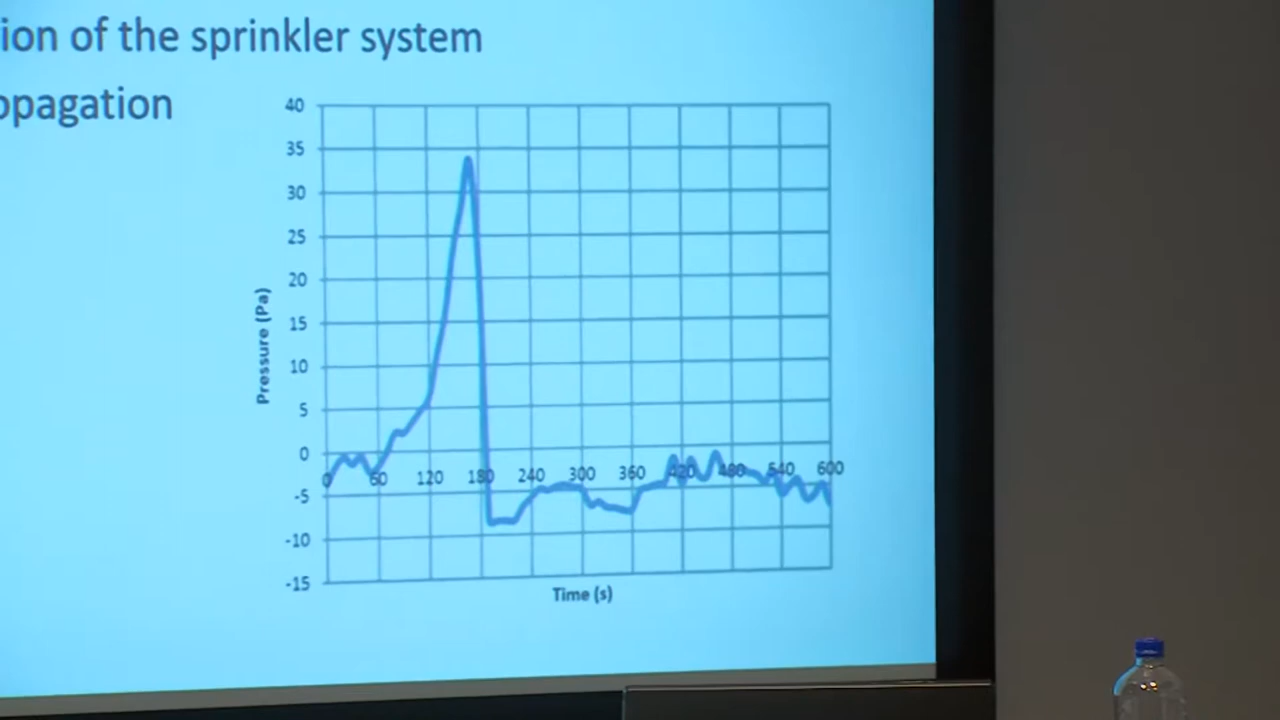 ion of the sprinkler system
opagation
40
35
30
25
20
15
10
5
0
-5
-10
-15
0 60 120 180 240 300 360 420 480 540 600
Pressure (Pa)
Time (s)